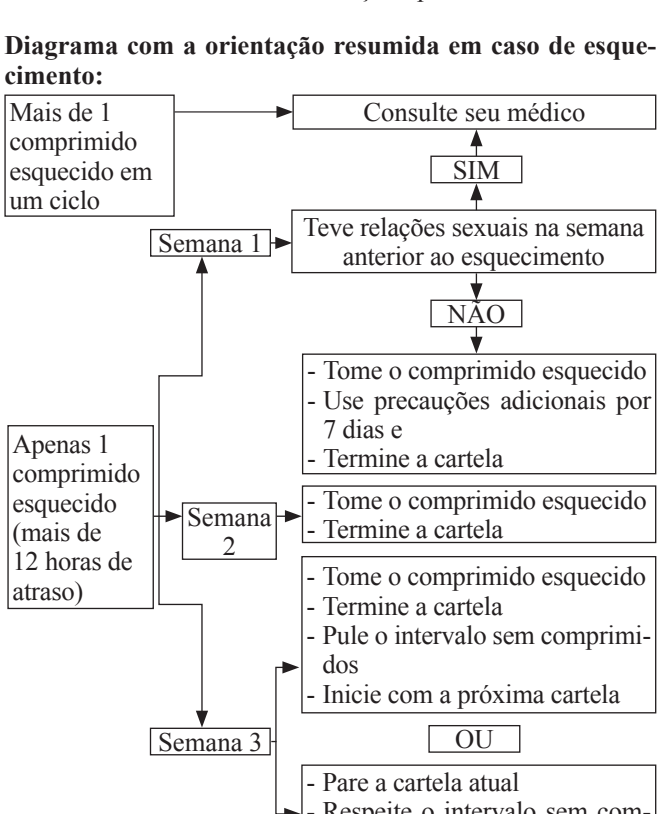 Diagrama com a orientação resumida em caso de esque-
cimento:
Mais de 1
comprimido
esquecido em
um ciclo
Consulte seu médico
SIM
Semana 1
Teve relações sexuais na semana
anterior ao esquecimento
NÃO
- Tome o comprimido esquecido
- Use precauções adicionais por
7 dias e
- Termine a cartela
Apenas 1
comprimido
esquecido
(mais de
12 horas de
atraso)
Semana
2
- Tome o comprimido esquecido
- Termine a cartela
- Tome o comprimido esquecido
- Termine a cartela
- Pule o intervalo sem comprimi-
dos
- Inicie com a próxima cartela
Semana 3
OU
- Pare a cartela atual
- Respeite o intervalo sem com-